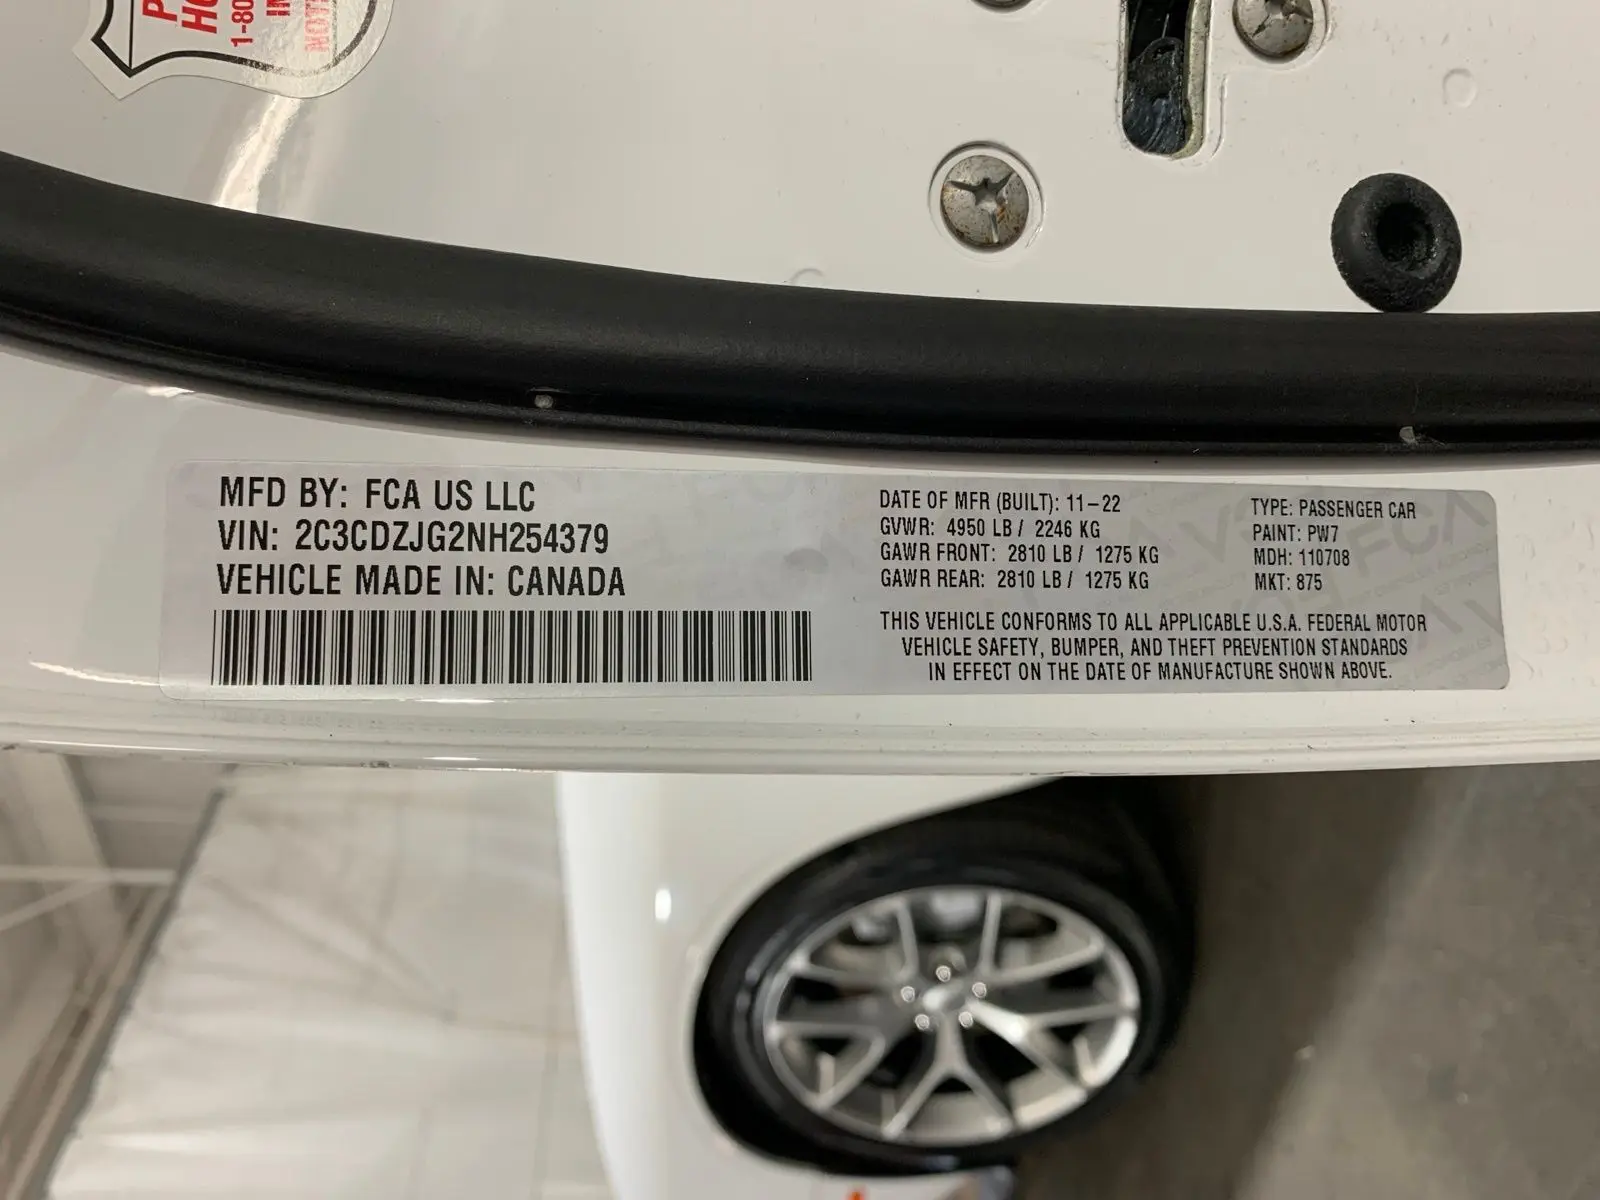 1-80
MFD BY: FCA US LLC
VIN: 2C3CDZJG2NH254379
VEHICLE MADE IN: CANADA
DATE OF MFR (BUILT): 11-22
GVWR: 4950 LB / 2246 KG
GAWR FRONT: 2810 LB / 1275 KG
GAWR REAR: 2810 LB / 1275 KG
TYPE: PASSENGER CAR
PAINT: PW7
MDH: 110708
MKT: 875
THIS VEHICLE CONFORMS TO ALL APPLICABLE U.S.A. FEDERAL MOTOR
VEHICLE SAFETY, BUMPER, AND THEFT PREVENTION STANDARDS
IN EFFECT ON THE DATE OF MANUFACTURE SHOWN ABOVE.